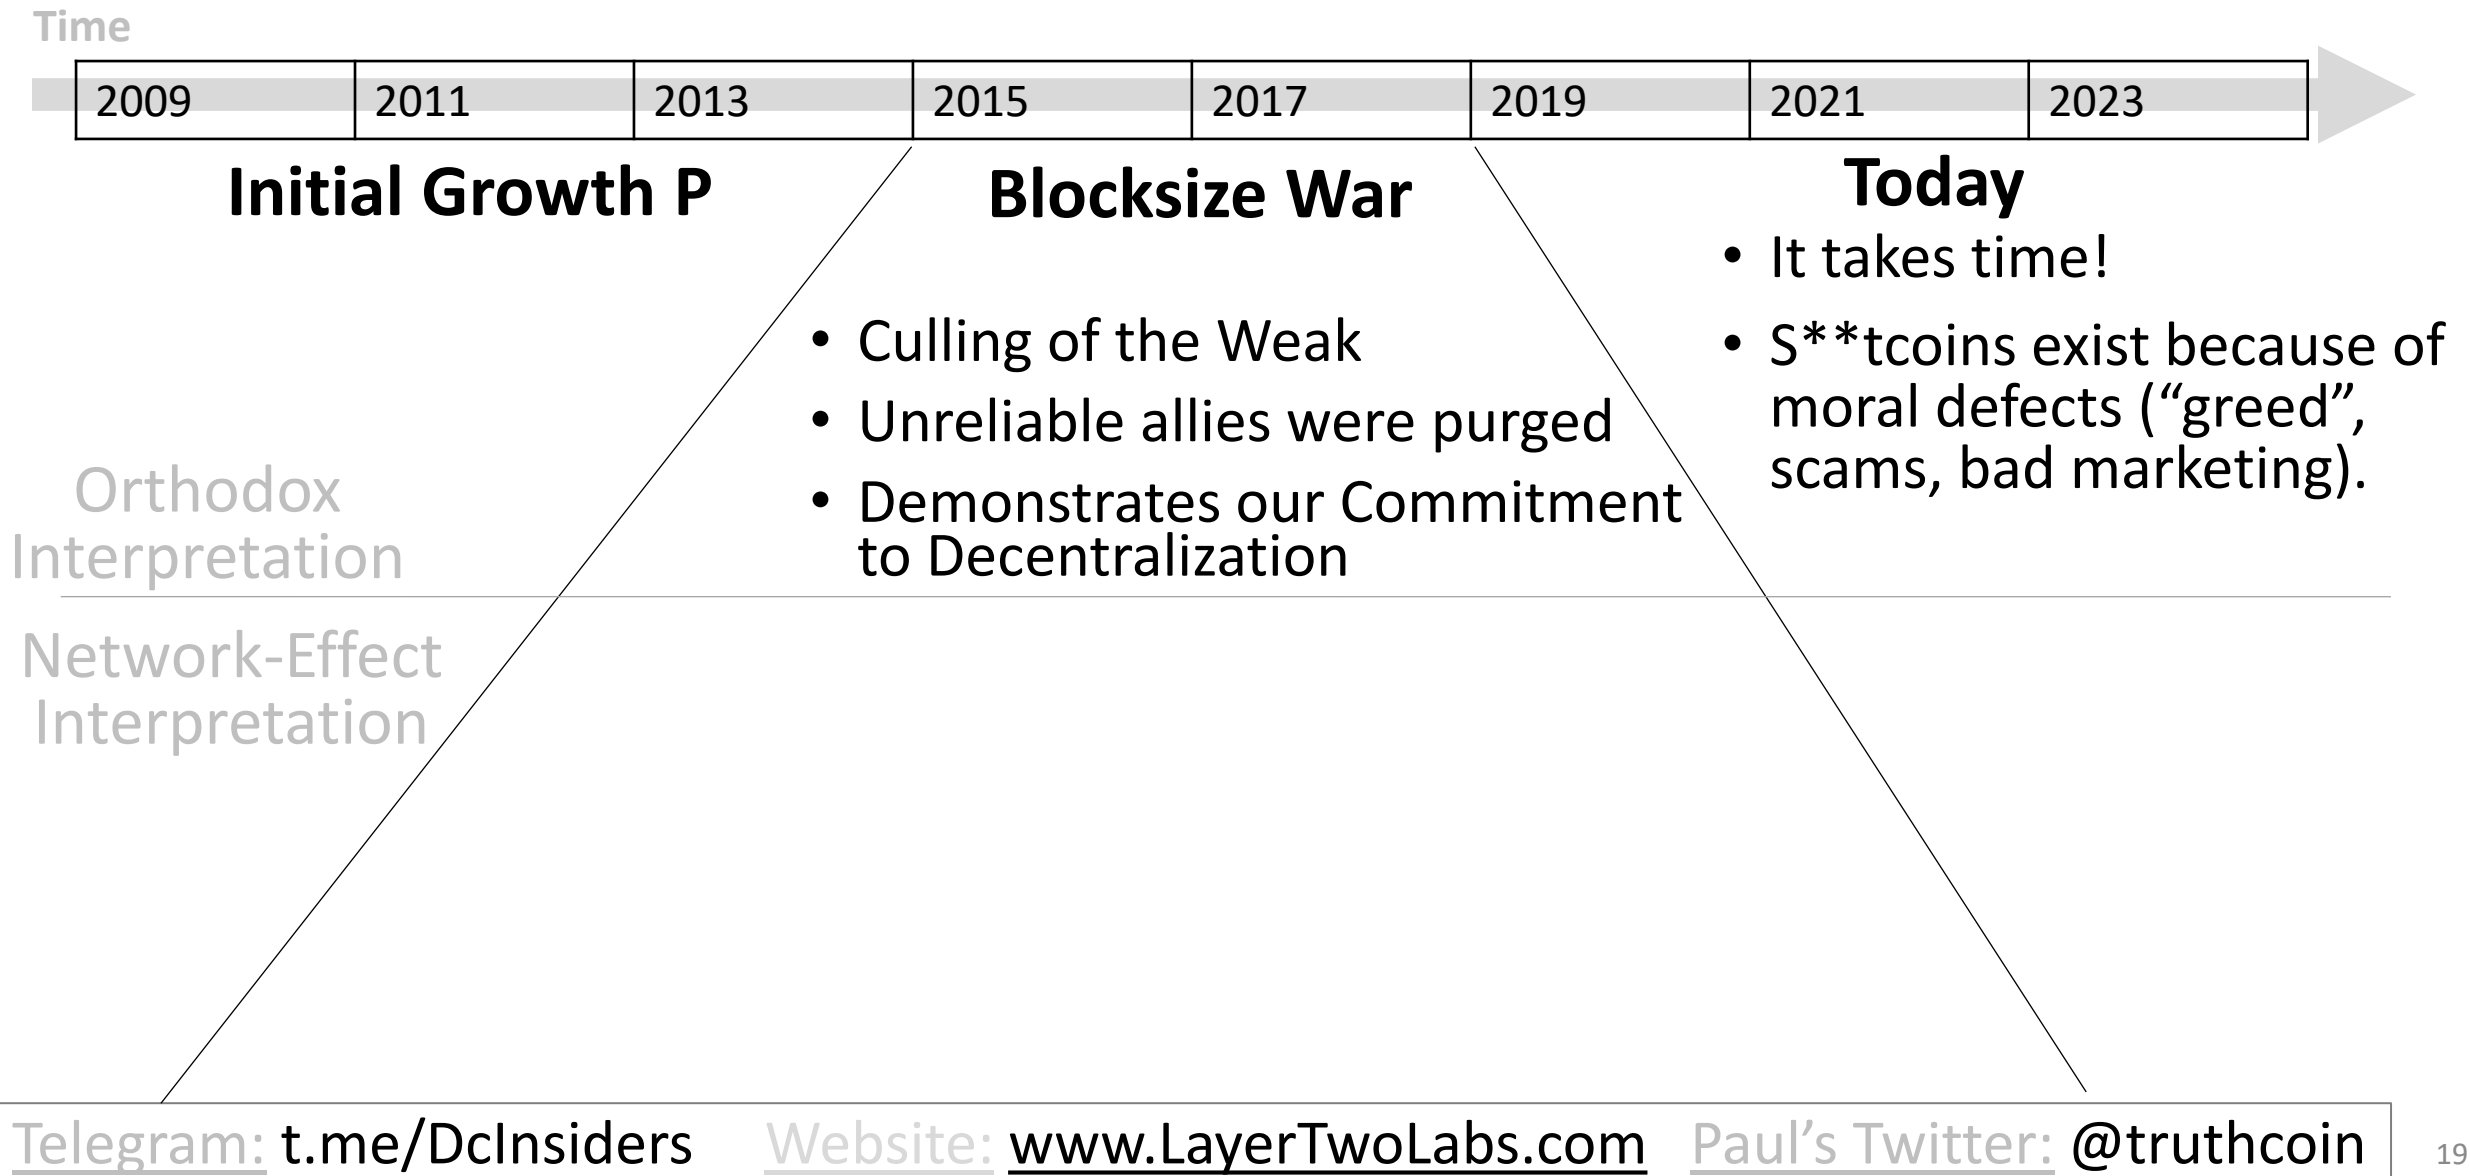 Time
2009 2011 2013 2015 2017 2019 2021 2023
Initial Growth P
Blocksize War
Today
• It takes time!
• S**tcoins exist because of
moral defects (“greed”,
scams, bad marketing).
• Culling of the Weak
• Unreliable allies were purged
• Demonstrates our Commitment
to Decentralization
Orthodox
Interpretation
Network-Effect
Interpretation
Telegram: t.me/DcInsiders Website: www.LayerTwoLabs.com Paul’s Twitter: @truthcoin
19